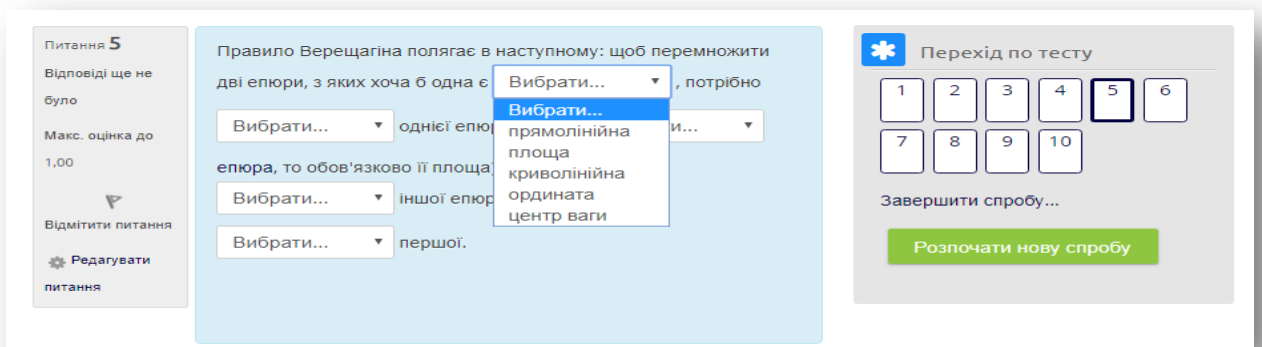 Питання 5
Відповіді ще не
було
Макс. оцінка до
1,00
Відмітити питання
Редагувати
питання
Правило Верещагіна полягає в наступному: щоб перемножити
дві епюри, з яких хоча б одна є Вибрати... , потрібно
Вибрати... однієї епюр
епюра, то обов'язково її площа
Вибрати... іншої епюр
Вибрати... першої.
Вибрати...
прямолінійна
площа
криволінійна
ордината
центр ваги
Перехід по тесту
1 2 3 4 5 6
7 8 9 10
Завершити спробу...
Розпочати нову спробу